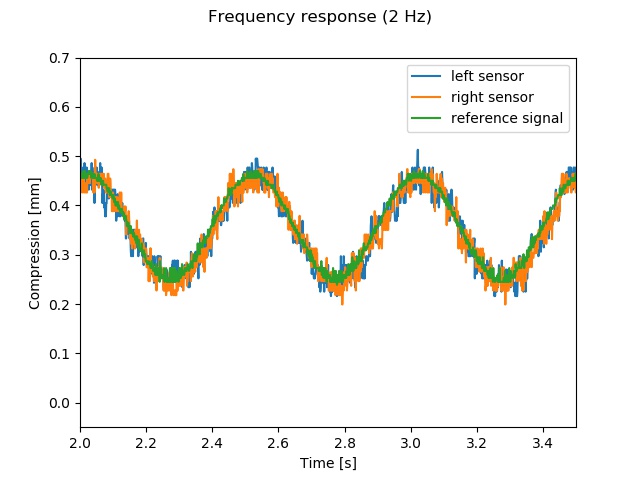 Frequency response (2 Hz)
0.7
0.6
0.5
0.4
0.3
0.2
0.1
0.0
Compression [mm]
left sensor
right sensor
reference signal
2.0 2.2 2.4 2.6 2.8 3.0 3.2 3.4
Time [s]